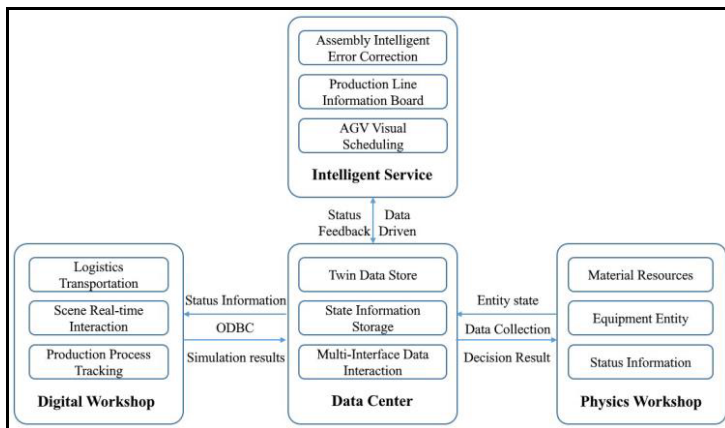 Assembly Intelligent
Error Correction
Production Line
Information Board
AGV Visual
Scheduling
Intelligent Service
Status
Feedback
Data
Driven
Logistics
Transportation
Scene Real-time
Interaction
Production Process
Tracking
Digital Workshop
Status Information
ODBC
Simulation results
Twin Data Store
State Information
Storage
Multi-Interface Data
Interaction
Data Center
Entity state
Data Collection
Decision Result
Material Resources
Equipment Entity
Status Information
Physics Workshop